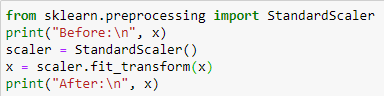 from sklearn.preprocessing import StandardScaler
print("Before:\n", x)
scaler = StandardScaler()
x = scaler.fit_transform(x)
print("After:\n", x)